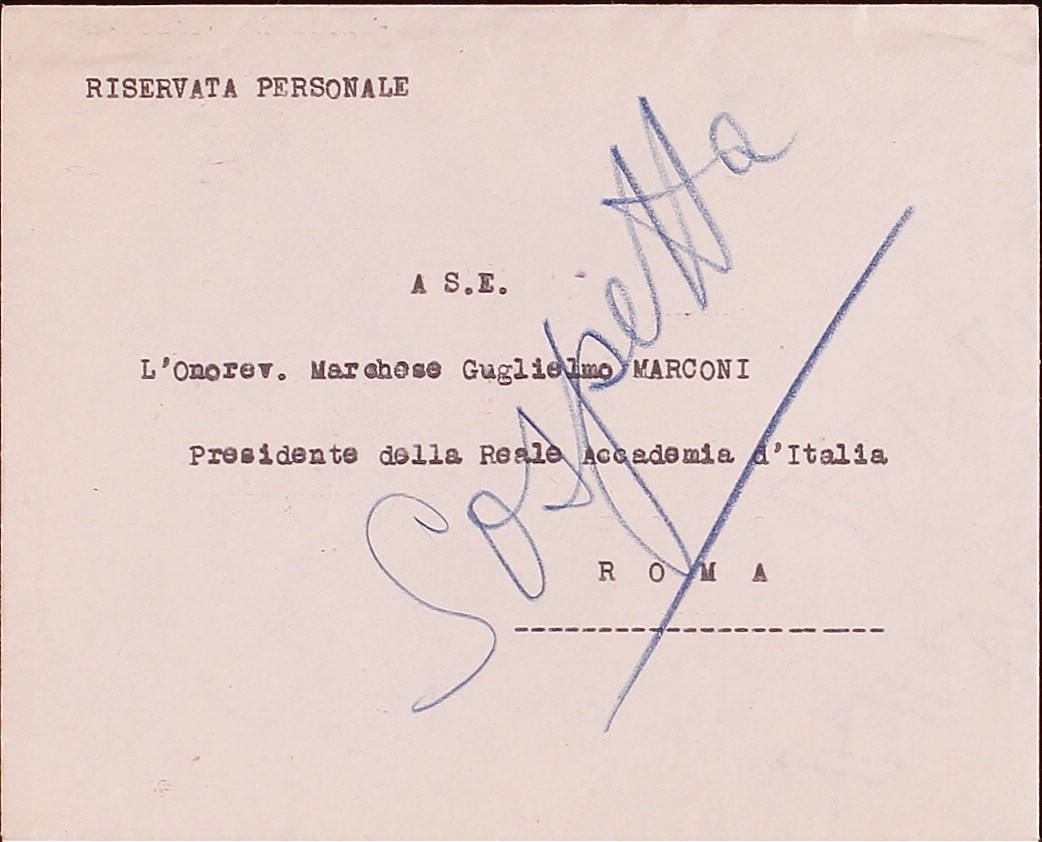 RISERVATA PERSONALE
A S.E.
L'Onorev. Marchese Guglielmo MARCONI
Presidente della Reale Accademia d'Italia
R O M A
-----------------------
Sospetta